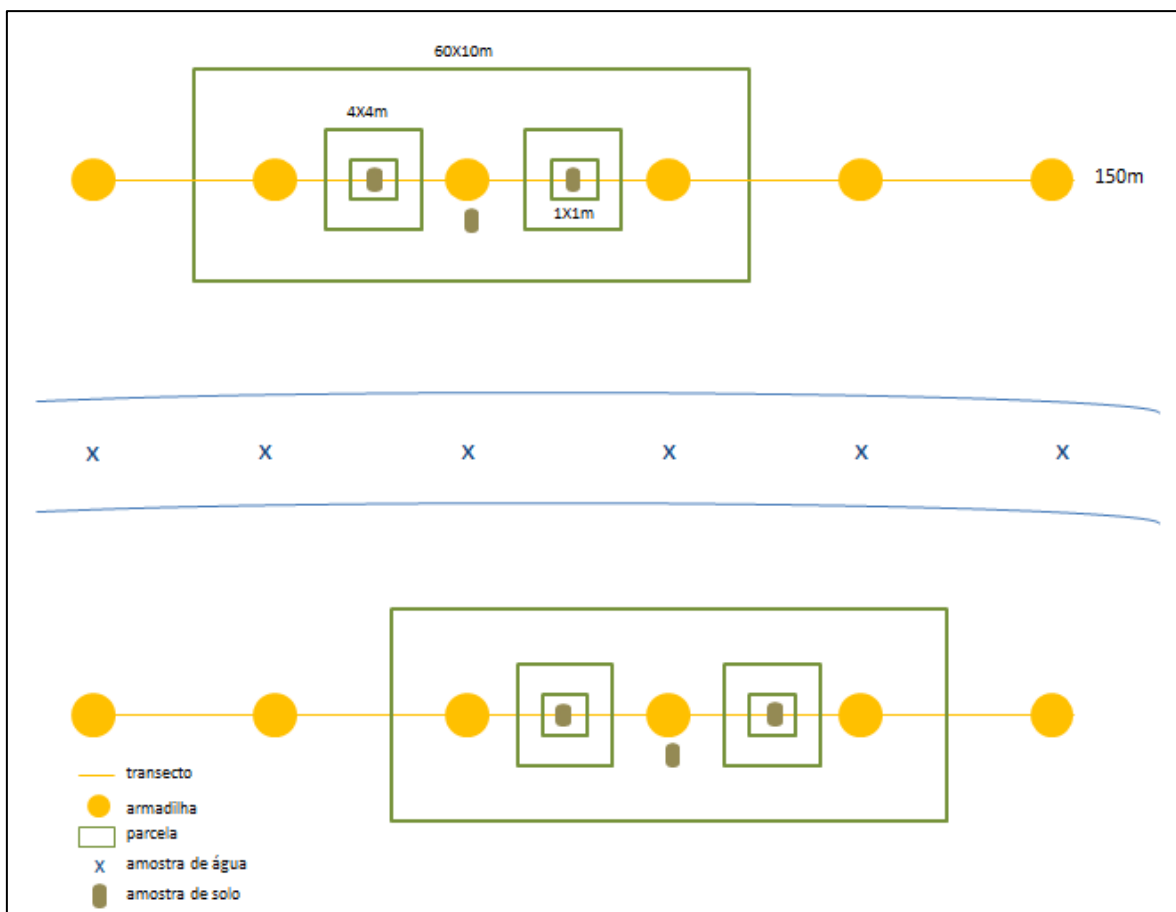 60X10m
4X4m
150m
1X1m
X X X X X X
transecto
armadilha
parcela
X amostra de água
amostra de solo